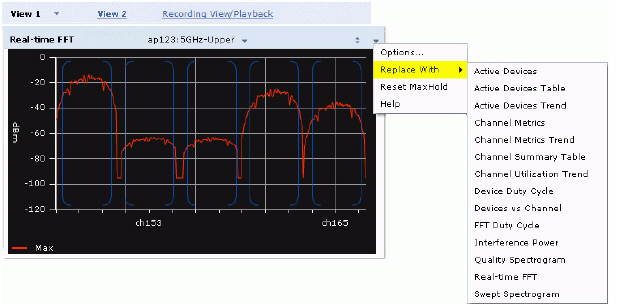 View 1 View 2 Recording View/Playback
Real-time FFT ap123:5GHz-Upper
0
-20
-40
-60
-80
-100
-120
dBm
ch153 ch165
Max
Options...
Replace With
Reset MaxHold
Help
Active Devices
Active Devices Table
Active Devices Trend
Channel Metrics
Channel Metrics Trend
Channel Summary Table
Channel Utilization Trend
Device Duty Cycle
Devices vs Channel
FFT Duty Cycle
Interference Power
Quality Spectrogram
Real-time FFT
Swept Spectrogram